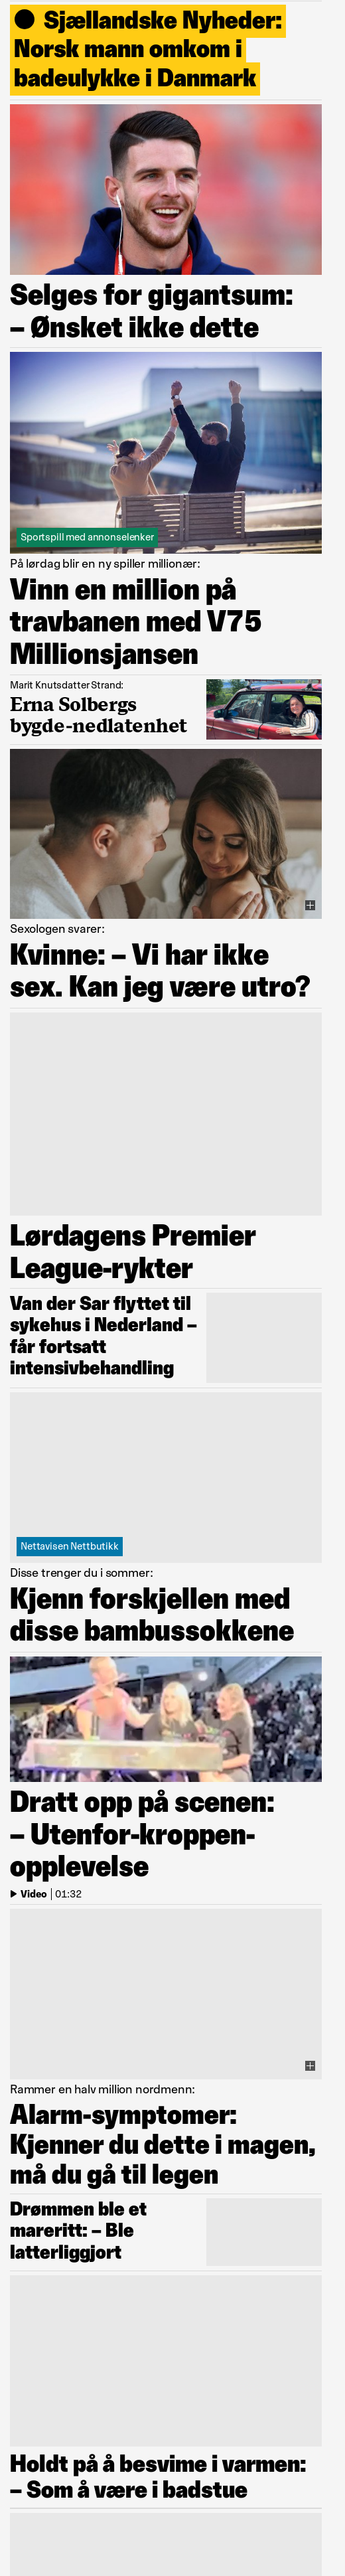 Sjællandske Nyheder:
Norsk mann omkom i
badeulykke i Danmark
Selges for gigantsum:
– Ønsket ikke dette
Sportspill med annonselenker
På lørdag blir en ny spiller millionær:
Vinn en million på
travbanen med V75
Millionsjansen
Marit Knutsdatter Strand:
Erna Solbergs
bygde-nedlatenhet
Sexologen svarer:
Kvinne: – Vi har ikke
sex. Kan jeg være utro?
Lørdagens Premier
League-rykter
Van der Sar flyttet til
sykehus i Nederland –
får fortsatt
intensivbehandling
Nettavisen Nettbutikk
Disse trenger du i sommer:
Kjenn forskjellen med
disse bambussokkene
Dratt opp på scenen:
– Utenfor-kroppen-
opplevelse
Video 01:32
Rammer en halv million nordmenn:
Alarm-symptomer:
Kjenner du dette i magen,
må du gå til legen
Drømmen ble et
mareritt: – Ble
latterliggjort
Holdt på å besvime i varmen:
– Som å være i badstue